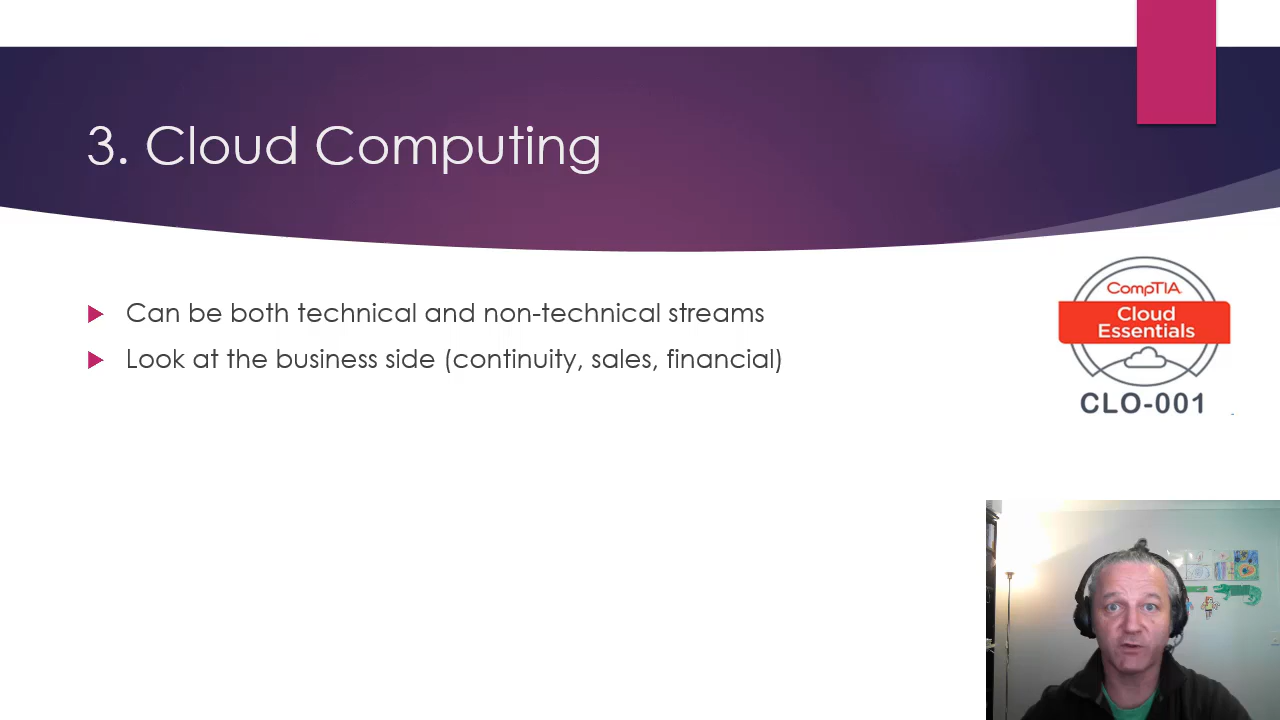 3. Cloud Computing
Can be both technical and non-technical streams
Look at the business side (continuity, sales, financial)
CompTIA
Cloud
Essentials
CLO-001